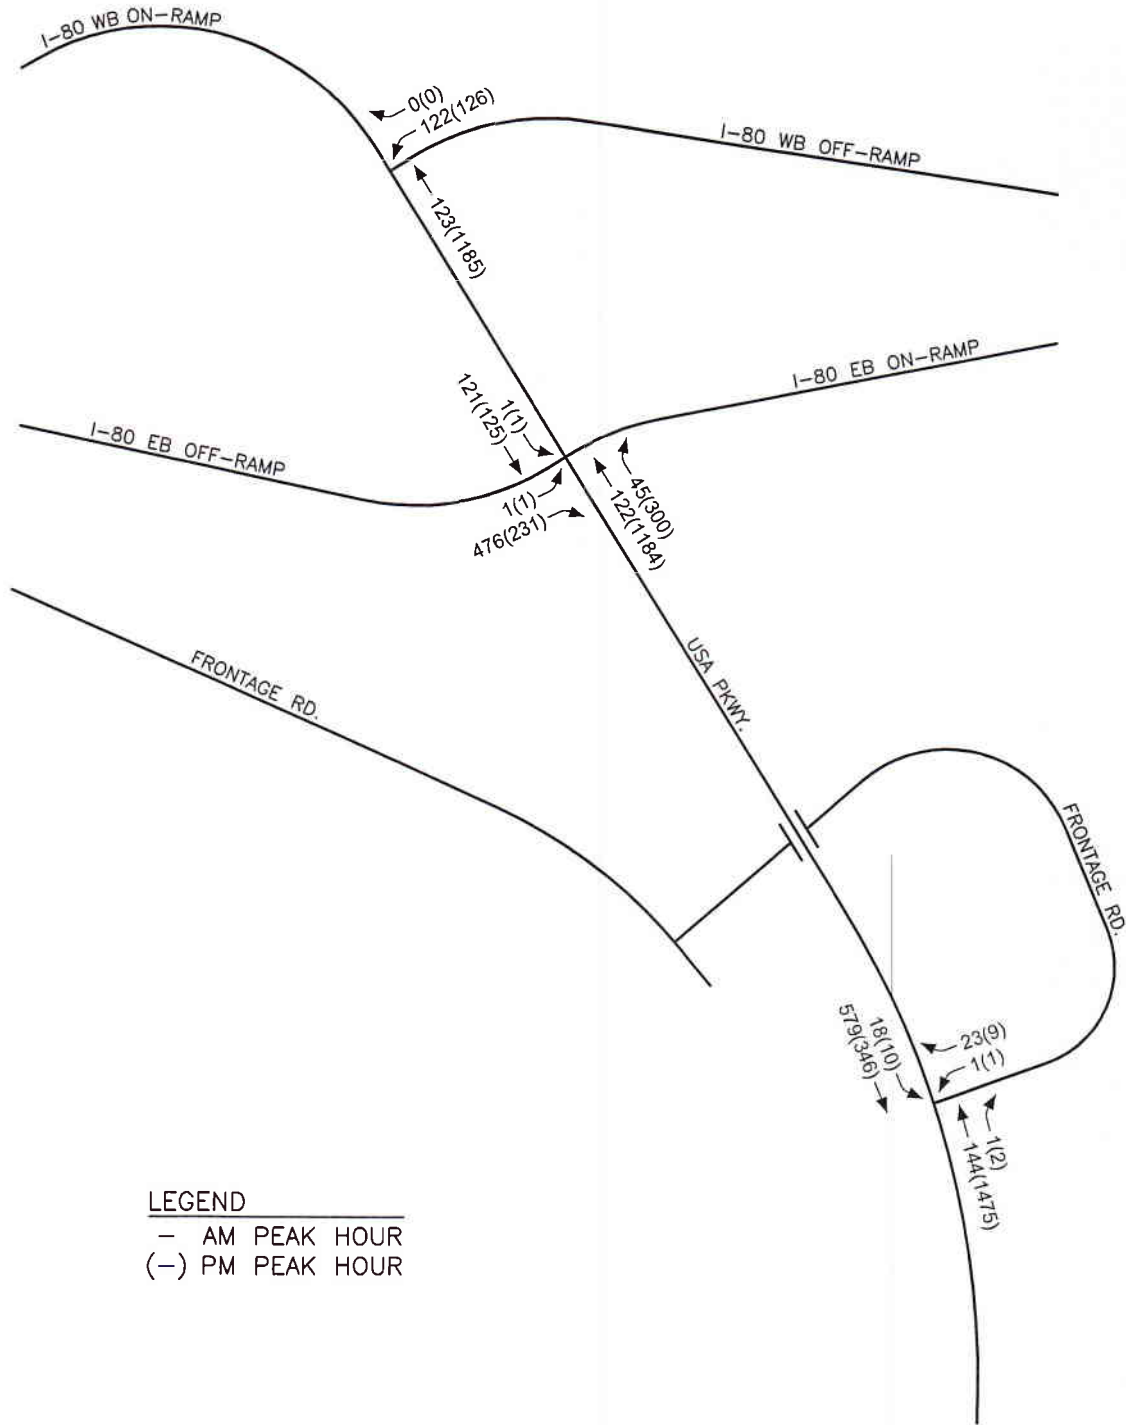 I-80 WB ON-RAMP
0(0)
122(126)
I-80 WB OFF-RAMP
123(1185)
I-80 EB ON-RAMP
1(1)
121(125)
I-80 EB OFF-RAMP
1(1)
476(231)
45(300)
122(1184)
FRONTAGE RD.
USA PKWY.
FRONTAGE RD.
18(10)
579(346)
23(9)
1(1)
1(2)
144(1475)
LEGEND
- AM PEAK HOUR
(-) PM PEAK HOUR